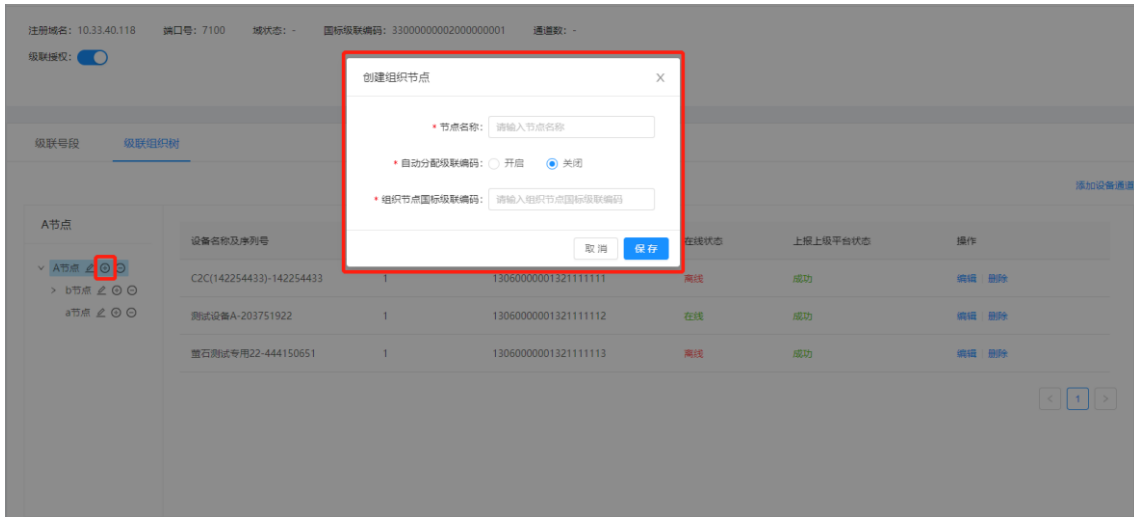 注册域名: 10.33.40.118 端口号: 7100 域状态: - 国标级联编码: 33000000002000000001 通道数: -
级联授权:
创建组织节点
* 节点名称: 请输入节点名称
* 自动分配级联编码: 开启 关闭
* 组织节点国标级联编码: 请输入组织节点国标级联编码
取消 保存
级联号段 级联组织树
添加设备通道
A节点
A节点
b节点
a节点
设备名称及序列号 在线状态 上报上级平台状态 操作
C2C(142254433)-142254433 1 13060000001321111111 离线 成功 编辑 删除
测试设备A-203751922 1 13060000001321111112 在线 成功 编辑 删除
萤石测试专用22-444150651 1 13060000001321111113 离线 成功 编辑 删除
< 1 >